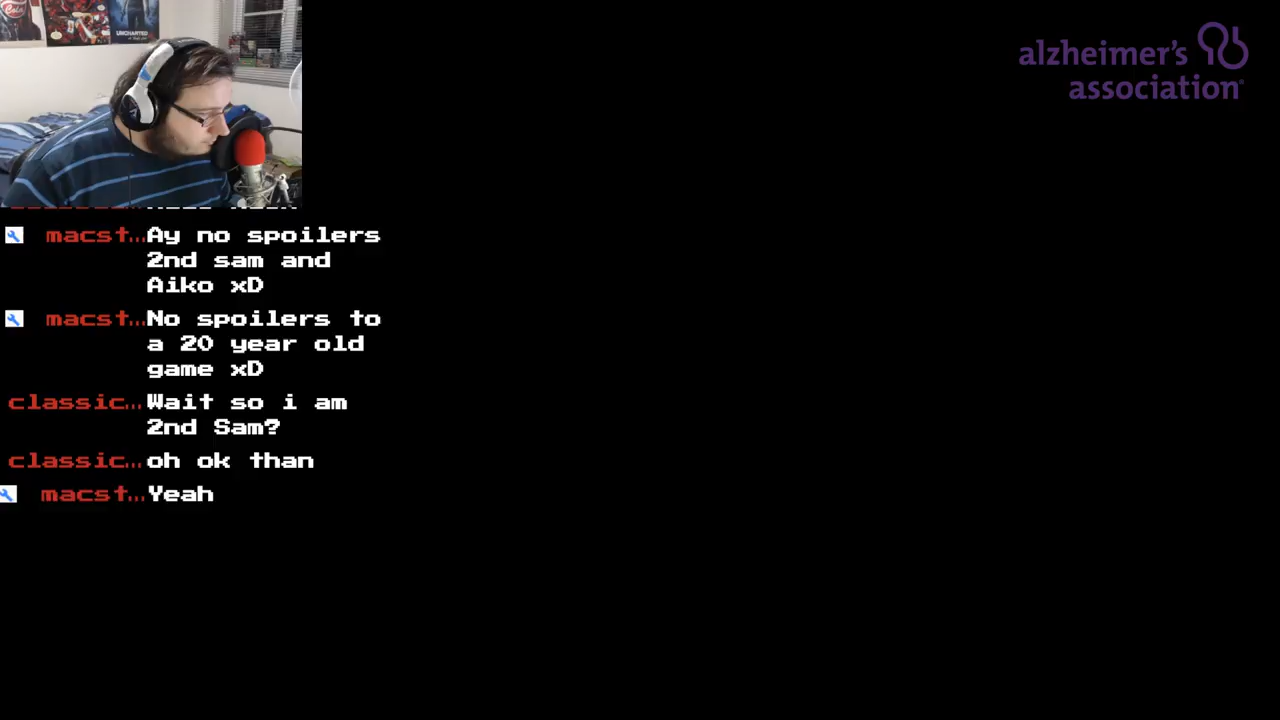 UNCHARTED
alzheimer's
association
macst...Ay no spoilers
2nd sam and
Aiko xD
macst...No spoilers to
a 20 year old
game xD
classic...Wait so i am
2nd Sam?
classic...oh ok than
macst...Yeah